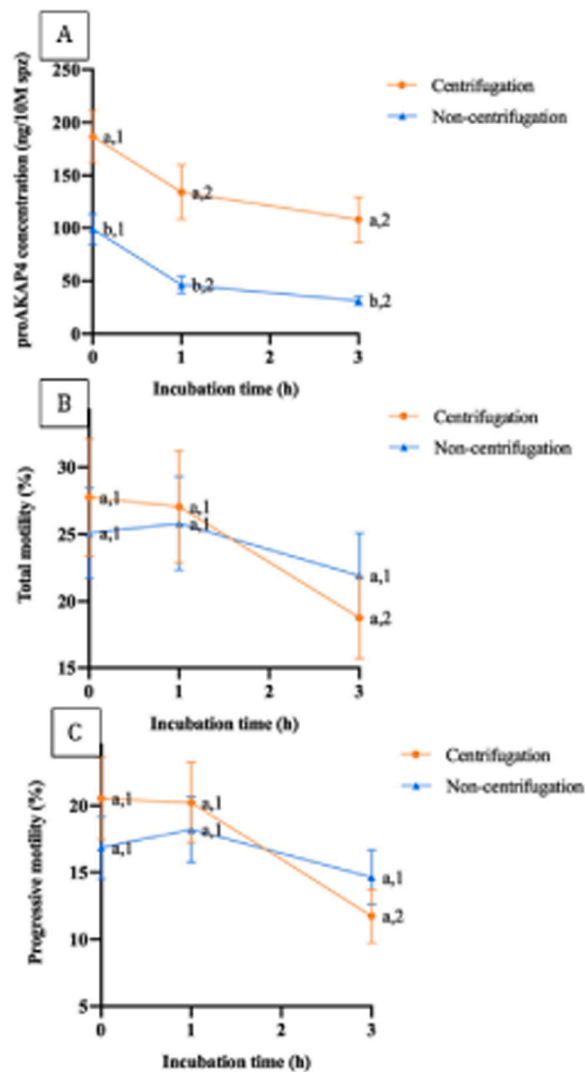 A
proAKAP4 concentration (ng/10M spz)
250
200
150
100
50
0
a,1
a,2
a,2
b,1
b,2
b,2
0 1 2 3
Incubation time (h)
Centrifugation
Non-centrifugation
B
Total motility (%)
30
25
20
15
a,1
a,1
a,1
a,1
a,1
a,2
0 1 2 3
Incubation time (h)
Centrifugation
Non-centrifugation
C
Progressive motility (%)
20
15
10
5
a,1
a,1
a,1
a,1
a,1
a,2
0 1 2 3
Incubation time (h)
Centrifugation
Non-centrifugation